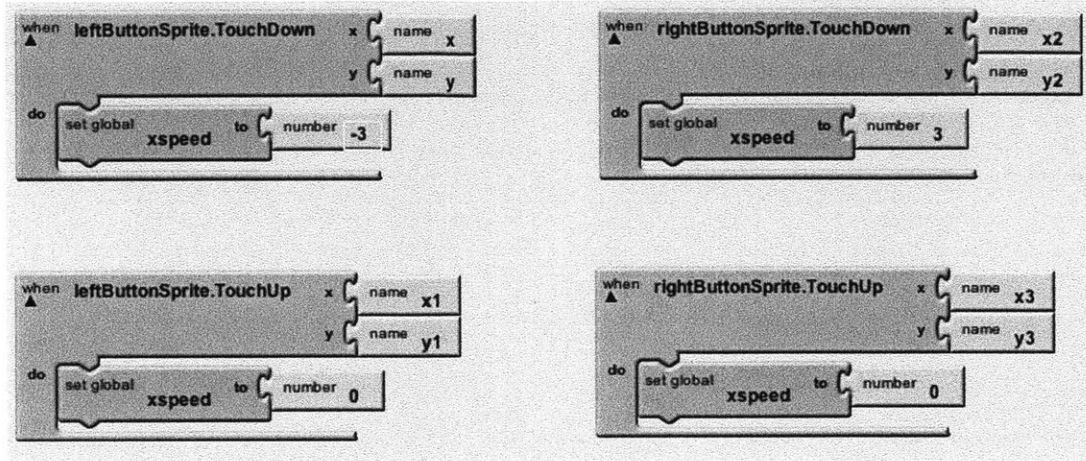 when leftButtonSprite.TouchDown x name x
y name y
do set global xspeed to number -3
when rightButtonSprite.TouchDown x name x2
y name y2
do set global xspeed to number 3
when leftButtonSprite.TouchUp x name x1
y name y1
do set global xspeed to number 0
when rightButtonSprite.TouchUp x name x3
y name y3
do set global xspeed to number 0